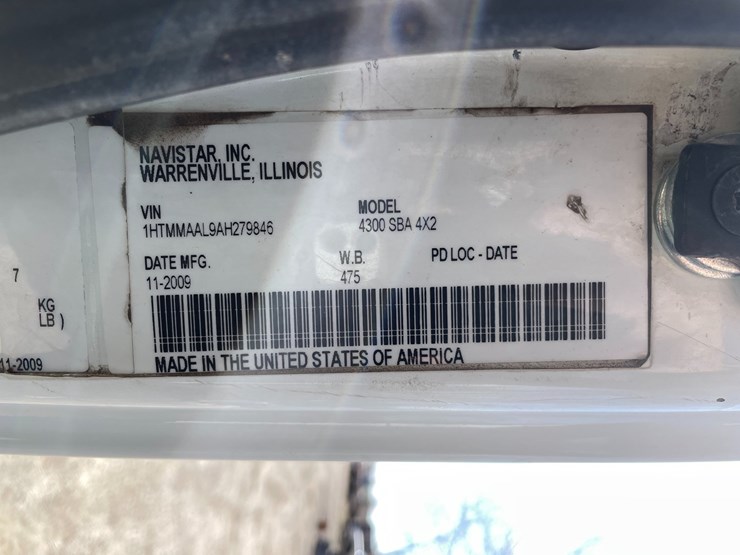 NAVISTAR, INC.
WARRENVILLE, ILLINOIS
VIN MODEL
1HTMMAAL9AH279846 4300 SBA 4X2
DATE MFG. W.B. PD LOC - DATE
11-2009 475
MADE IN THE UNITED STATES OF AMERICA
7
KG
LB )
11-2009